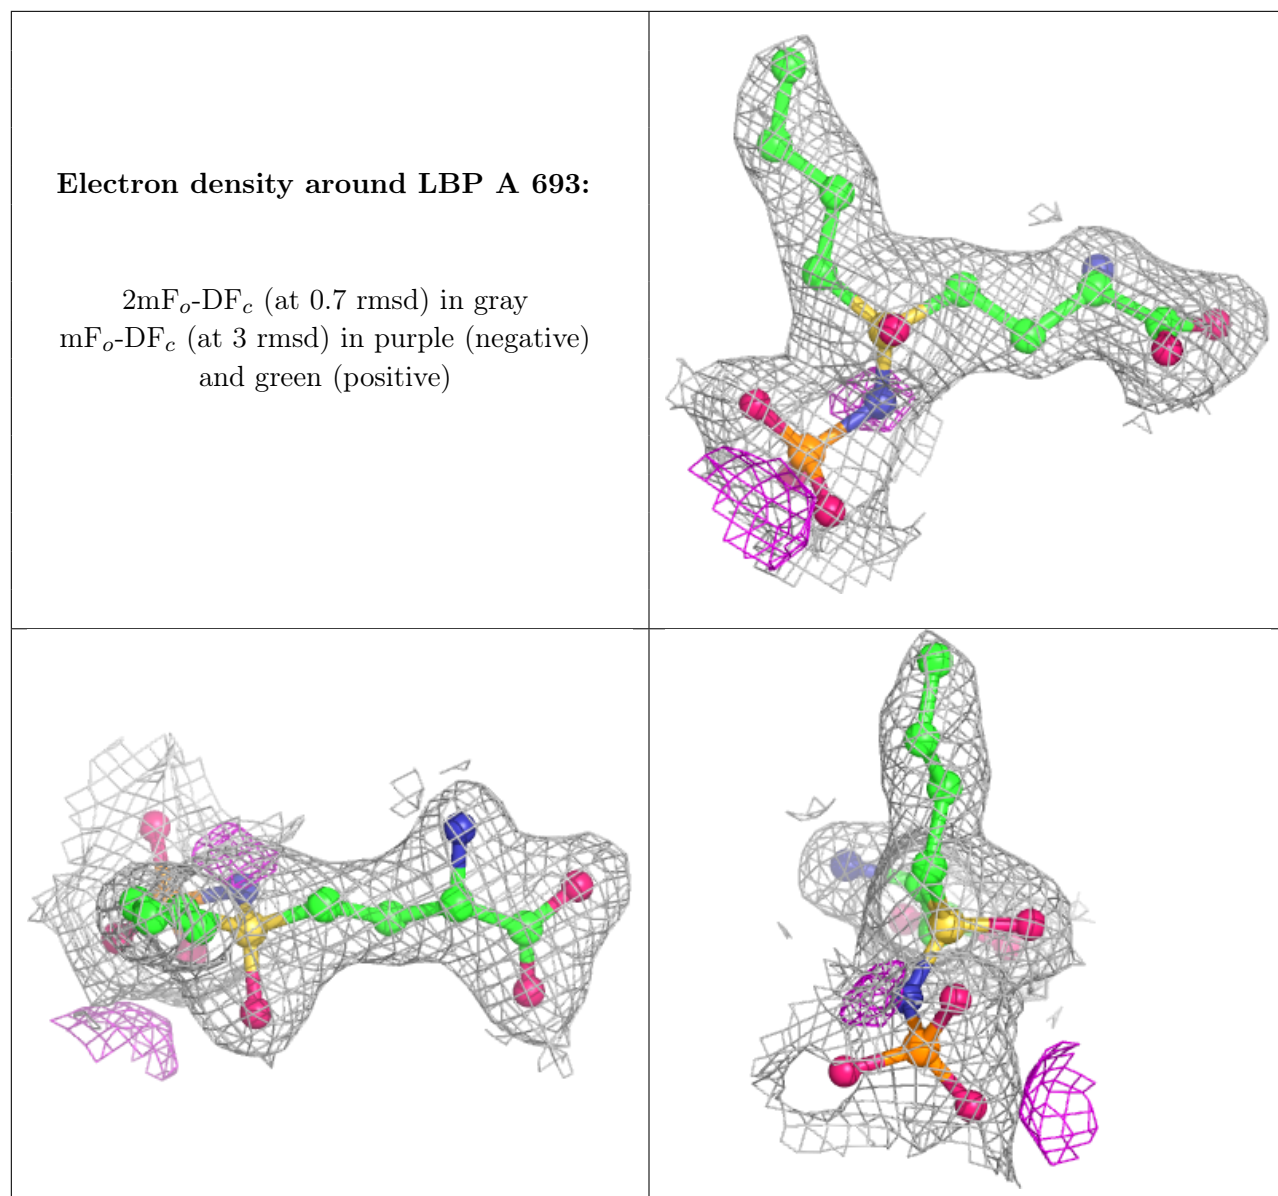 Electron density around LBP A 693:
2mFₒ-DF𝑐 (at 0.7 rmsd) in gray
mFₒ-DF𝑐 (at 3 rmsd) in purple (negative)
and green (positive)